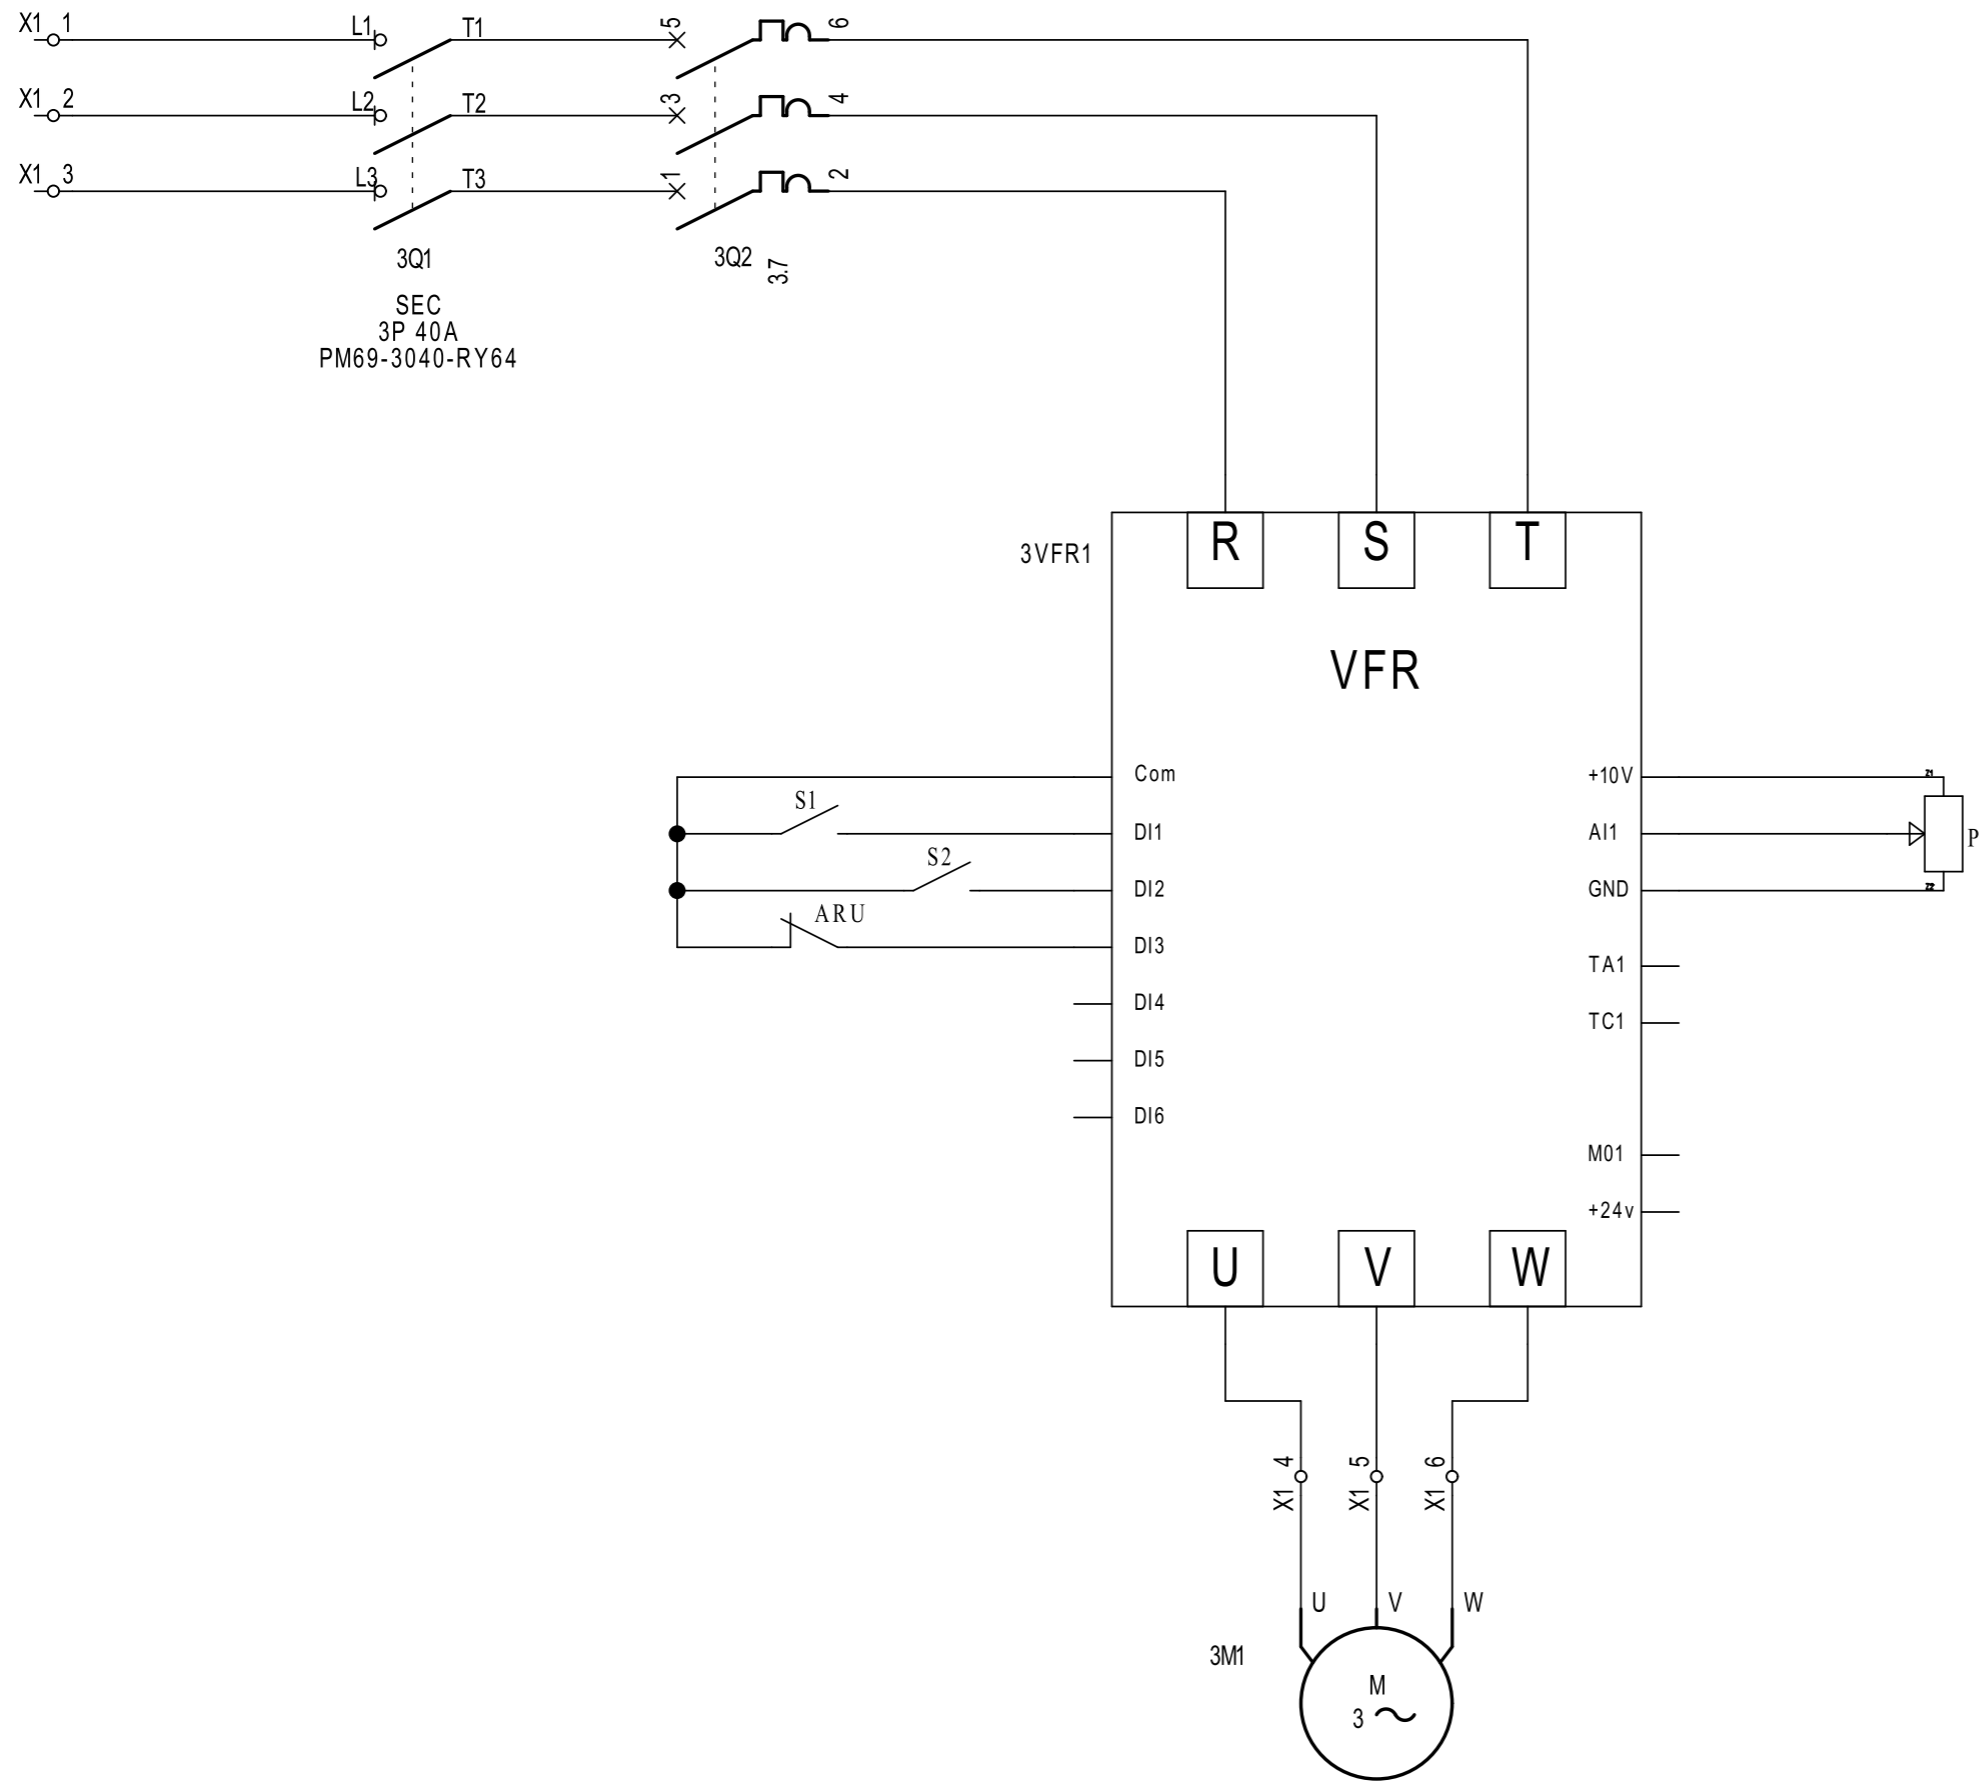 X1 1
L1
T1
5
6
X1 2
L2
T2
3
4
X1 3
L3
T3
1
2
3Q1
3Q2
3.7
SEC
3P 40A
PM69-3040-RY64
3VFR1
R
S
T
VFR
Com
+10V
Z1
S1
DI1
AI1
P
S2
DI2
GND
Z2
ARU
DI3
TA1
DI4
TC1
DI5
DI6
M01
+24v
U
V
W
X1 4
X1 5
X1 6
U
V
W
3M1
M
3